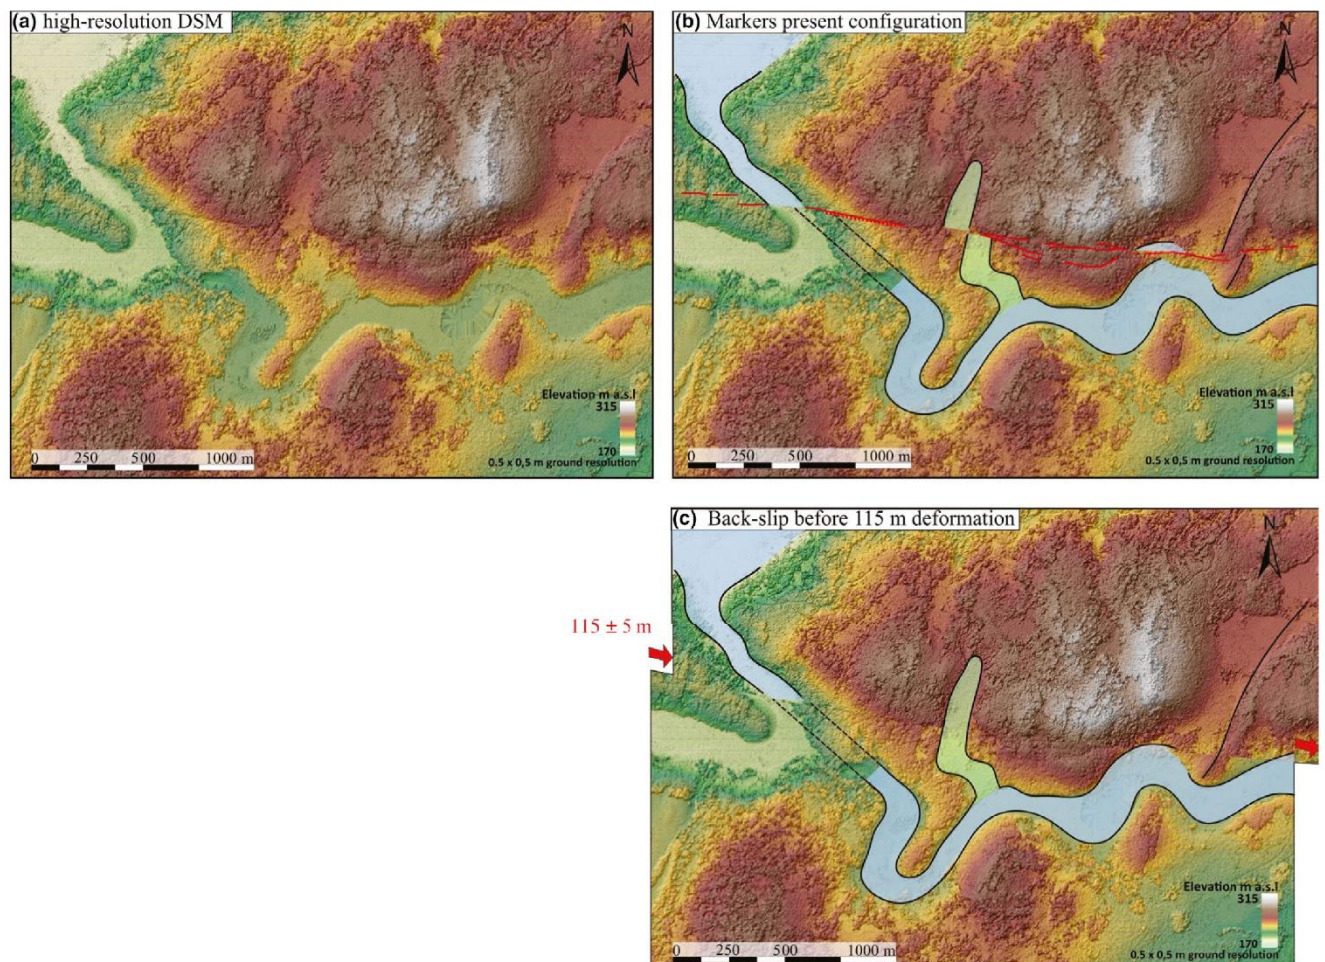 (a) high-resolution DSM
N
Elevation m a.s.l
315
170
0 250 500 1000 m
0.5 x 0,5 m ground resolution
(b) Markers present configuration
N
Elevation m a.s.l
315
170
0 250 500 1000 m
0.5 x 0,5 m ground resolution
(c) Back-slip before 115 m deformation
N
115 ± 5 m
Elevation m a.s.l
315
170
0 250 500 1000 m
0.5 x 0,5 m ground resolution